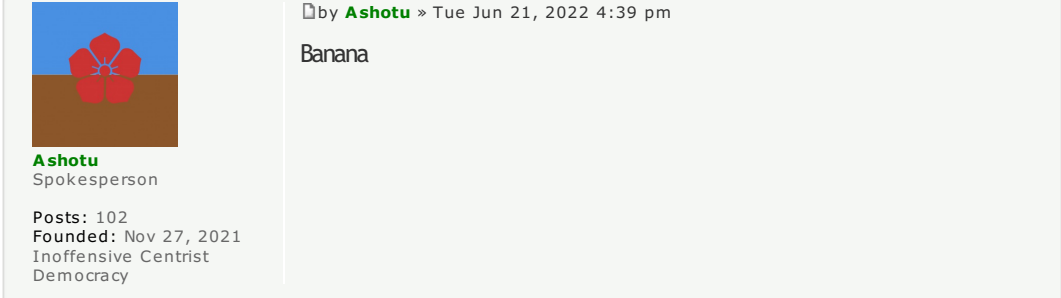 by Ashotu » Tue Jun 21, 2022 4:39 pm
Banana
Ashotu
Spokesperson
Posts: 102
Founded: Nov 27, 2021
Inoffensive Centrist
Democracy